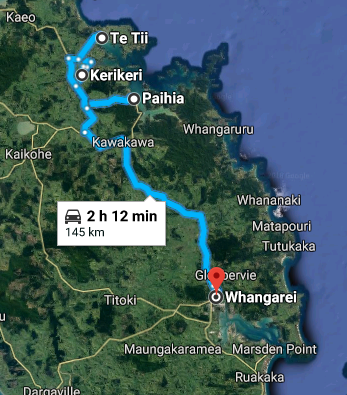 Kaeo
Te Tii
Kerikeri
Paihia
Whangaruru
Kawakawa
Kaikohe
Whananaki
2 h 12 min
145 km
Matapouri
Tutukaka
Whangarei
Titoki
Maungakaramea
Marsden Point
Ruakaka
Dargaville